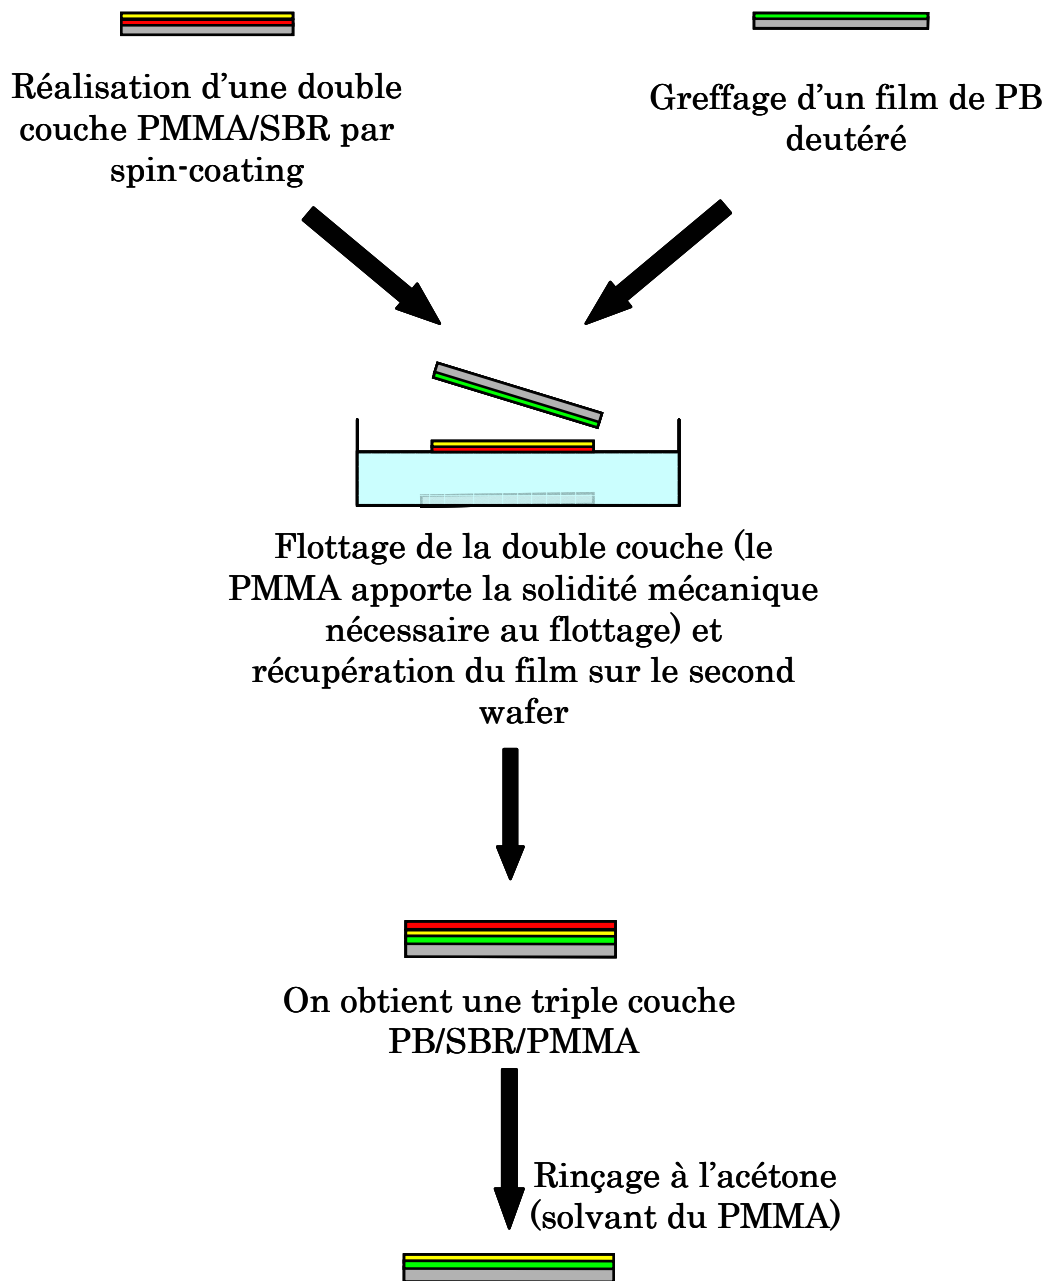 Réalisation d’une double
couche PMMA/SBR par
spin-coating
Greffage d’un film de PB
deutéré
Flottage de la double couche (le
PMMA apporte la solidité mécanique
nécessaire au flottage) et
récupération du film sur le second
wafer
On obtient une triple couche
PB/SBR/PMMA
Rinçage à l’acétone
(solvant du PMMA)